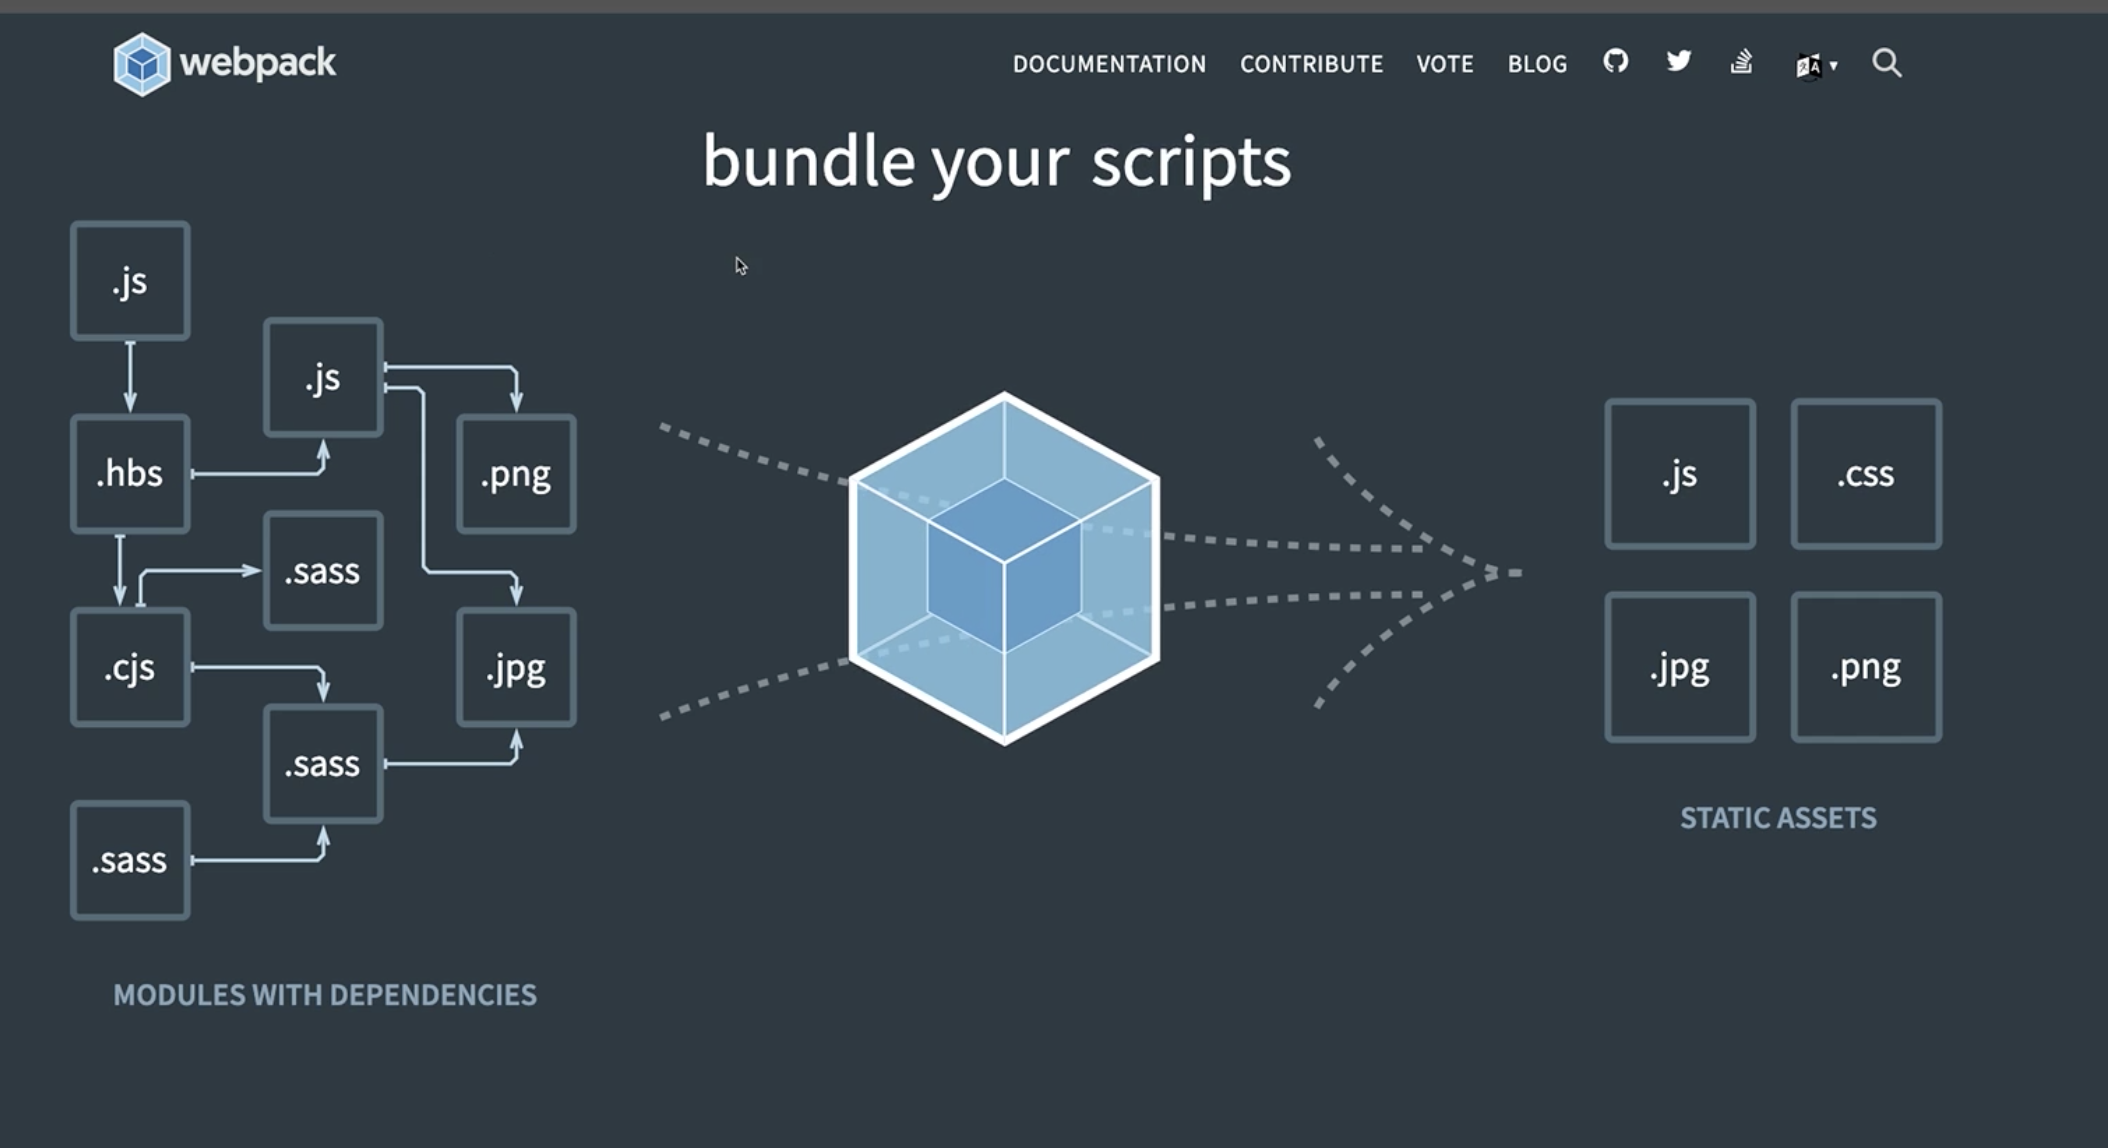 webpack
DOCUMENTATION CONTRIBUTE VOTE BLOG
bundle your scripts
.js
.js
.hbs
.png
.sass
.cjs
.jpg
.sass
.sass
MODULES WITH DEPENDENCIES
.js .css
.jpg .png
STATIC ASSETS